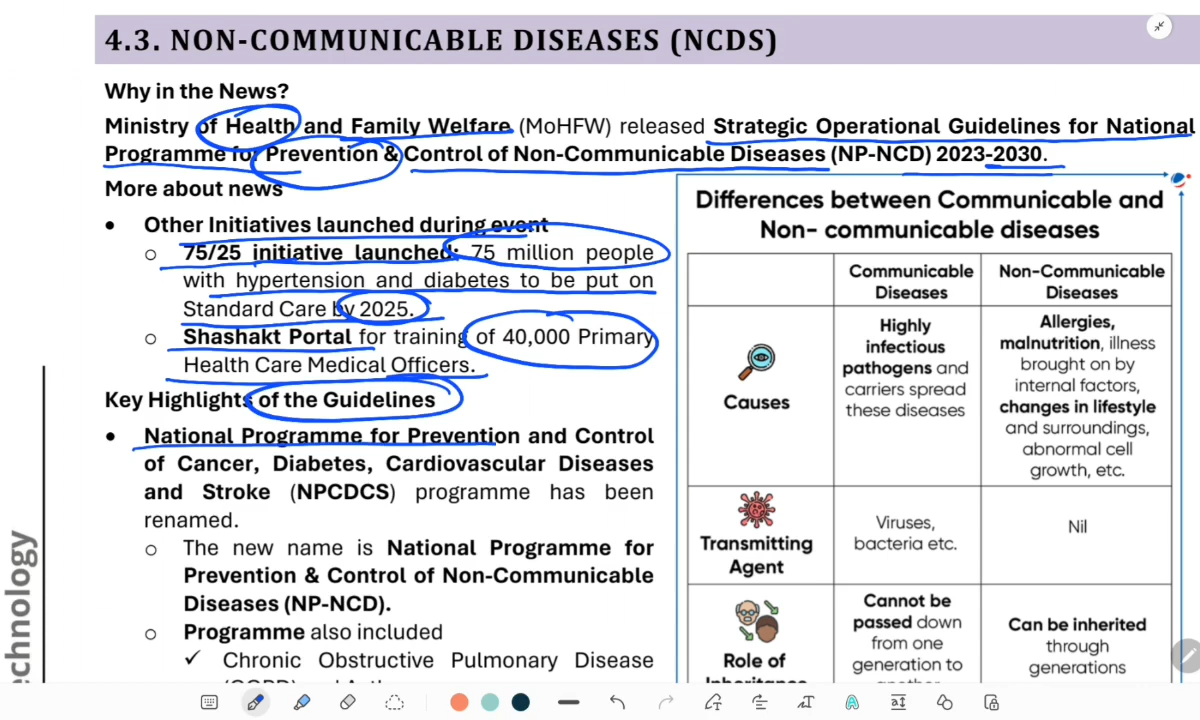 4.3. NON-COMMUNICABLE DISEASES (NCDS)
Why in the News?
Ministry of Health and Family Welfare (MoHFW) released Strategic Operational Guidelines for National
Programme for Prevention & Control of Non-Communicable Diseases (NP-NCD) 2023-2030.
More about news
• Other Initiatives launched during event
o 75/25 initiative launched: 75 million people
with hypertension and diabetes to be put on
Standard Care by 2025.
o Shashakt Portal for training of 40,000 Primary
Health Care Medical Officers.
Key Highlights of the Guidelines
• National Programme for Prevention and Control
of Cancer, Diabetes, Cardiovascular Diseases
and Stroke (NPCDCS) programme has been
renamed.
o The new name is National Programme for
Prevention & Control of Non-Communicable
Diseases (NP-NCD).
o Programme also included
✓ Chronic Obstructive Pulmonary Disease
Differences between Communicable and
Non- communicable diseases
Communicable
Diseases
Non-Communicable
Diseases
Causes
Highly
infectious
pathogens and
carriers spread
these diseases
Allergies,
malnutrition, illness
brought on by
internal factors,
changes in lifestyle
and surroundings,
abnormal cell
growth, etc.
Transmitting
Agent
Viruses,
bacteria etc.
Nil
Role of
Inheritance
Cannot be
passed down
from one
generation to
another
Can be inherited
through
generations
echnology